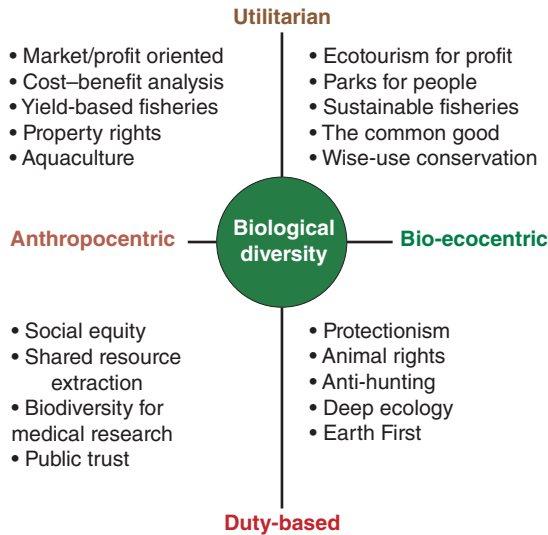 Utilitarian
• Market/profit oriented
• Cost–benefit analysis
• Yield-based fisheries
• Property rights
• Aquaculture
• Ecotourism for profit
• Parks for people
• Sustainable fisheries
• The common good
• Wise-use conservation
Anthropocentric
Biological
diversity
Bio-ecocentric
• Social equity
• Shared resource
extraction
• Biodiversity for
medical research
• Public trust
• Protectionism
• Animal rights
• Anti-hunting
• Deep ecology
• Earth First
Duty-based